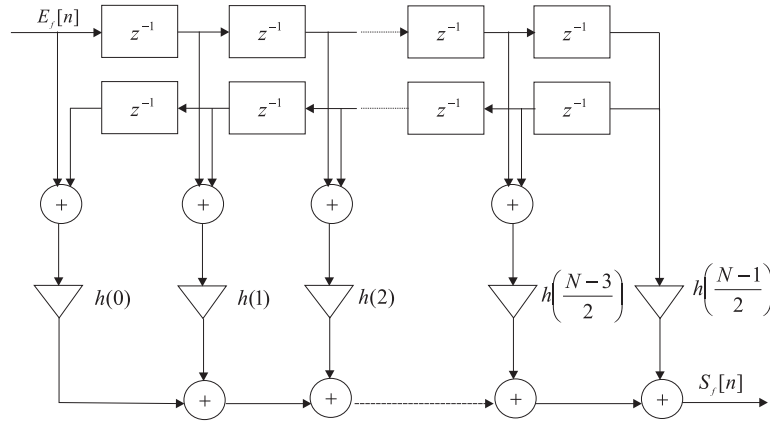 E_f[n]
z⁻¹ z⁻¹ z⁻¹ z⁻¹
z⁻¹ z⁻¹ z⁻¹ z⁻¹
+ + + +
h(0) h(1) h(2) h((N−3)/2) h((N−1)/2)
S_f[n]
+ + + +